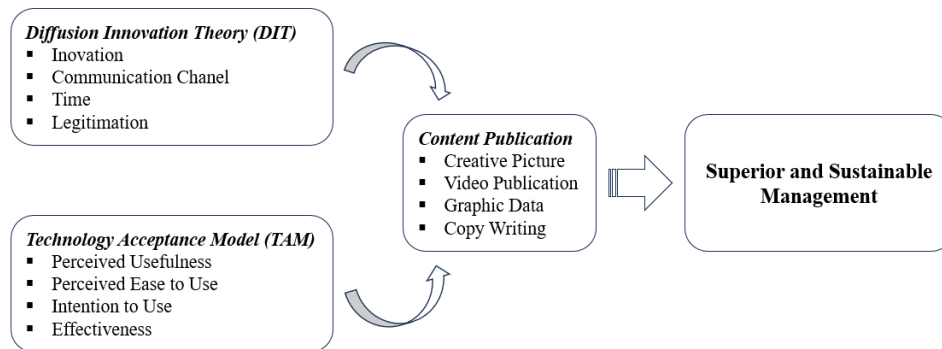 Diffusion Innovation Theory (DIT)
▪ Inovation
▪ Communication Chanel
▪ Time
▪ Legitimation
Technology Acceptance Model (TAM)
▪ Perceived Usefulness
▪ Perceived Ease to Use
▪ Intention to Use
▪ Effectiveness
Content Publication
▪ Creative Picture
▪ Video Publication
▪ Graphic Data
▪ Copy Writing
Superior and Sustainable
Management